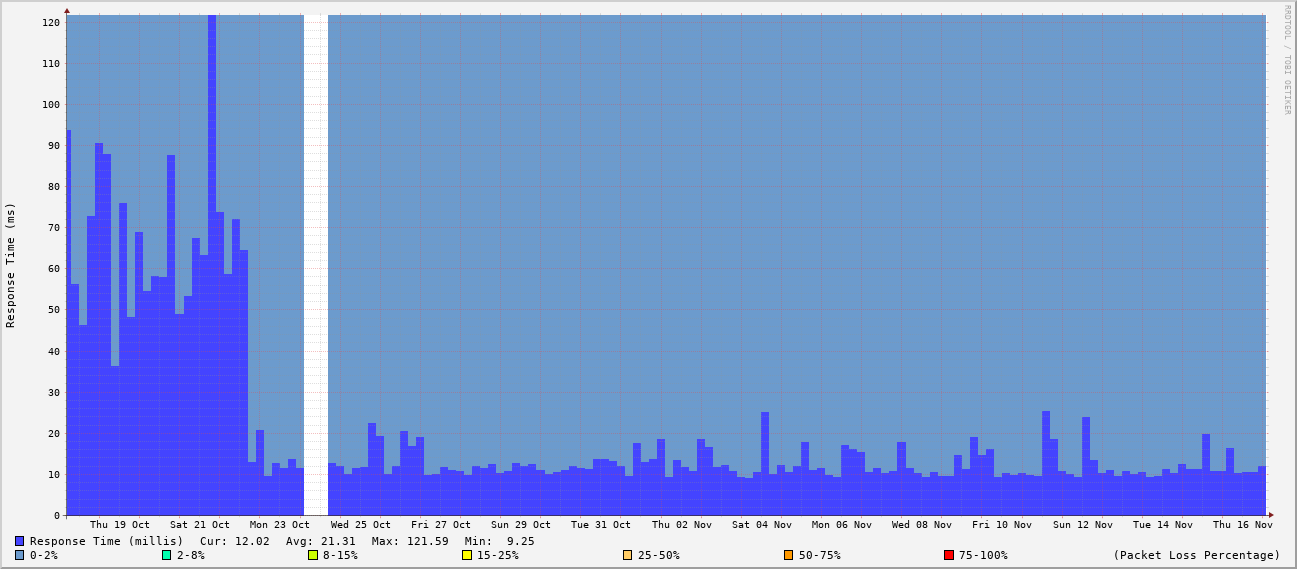 RRDTOOL / TOBI OETIKER
Response Time (ms)
120
110
100
90
80
70
60
50
40
30
20
10
0
Thu 19 Oct Sat 21 Oct Mon 23 Oct Wed 25 Oct Fri 27 Oct Sun 29 Oct Tue 31 Oct Thu 02 Nov Sat 04 Nov Mon 06 Nov Wed 08 Nov Fri 10 Nov Sun 12 Nov Tue 14 Nov Thu 16 Nov
Response Time (millis) Cur: 12.02 Avg: 21.31 Max: 121.59 Min: 9.25
0-2% 2-8% 8-15% 15-25% 25-50% 50-75% 75-100% (Packet Loss Percentage)